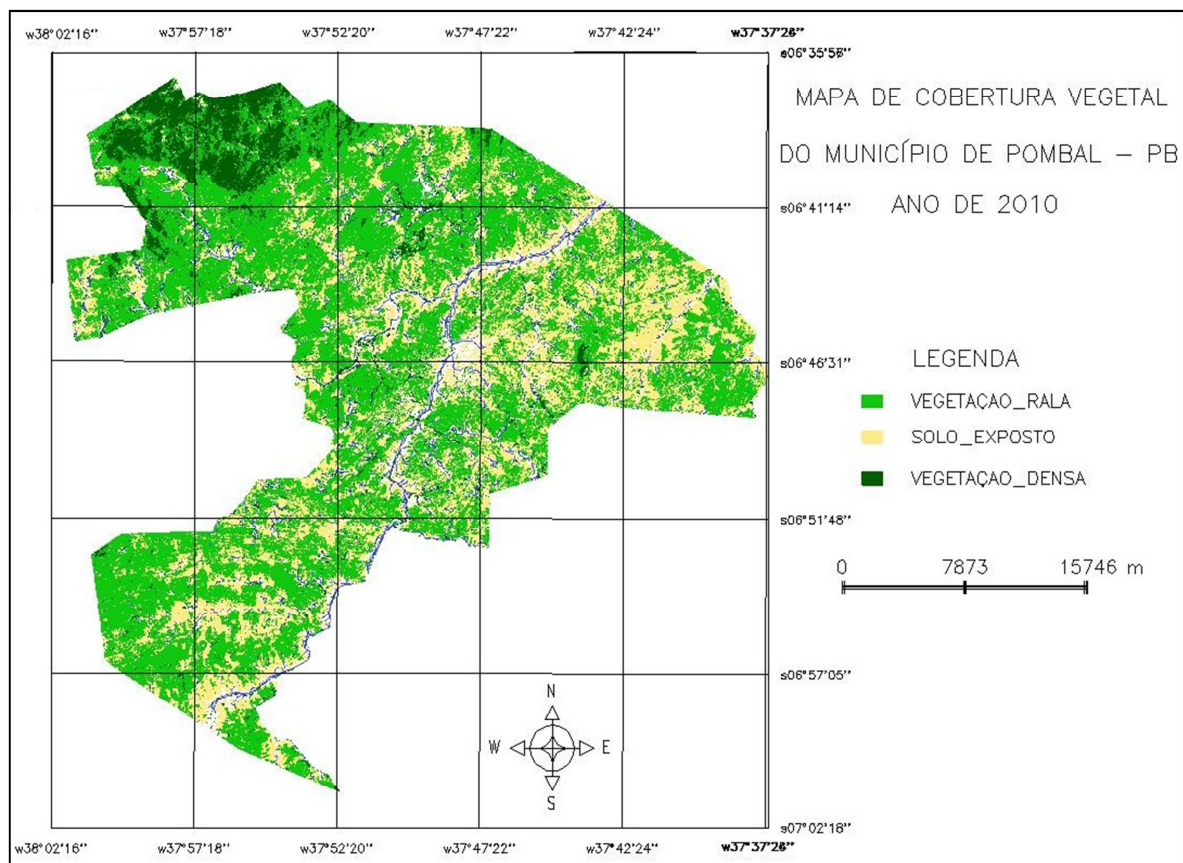 w38°02'16'' w37°57'18'' w37°52'20'' w37°47'22'' w37°42'24'' w37°37'26''
s06°35'56''
MAPA DE COBERTURA VEGETAL
DO MUNICÍPIO DE POMBAL – PB
ANO DE 2010
s06°41'14''
s06°46'31''
LEGENDA
VEGETAÇAO_RALA
SOLO_EXPOSTO
VEGETAÇAO_DENSA
s06°51'48''
0 7873 15746 m
s06°57'05''
N
W E
S
s07°02'18''
w38°02'16'' w37°57'18'' w37°52'20'' w37°47'22'' w37°42'24'' w37°37'26''